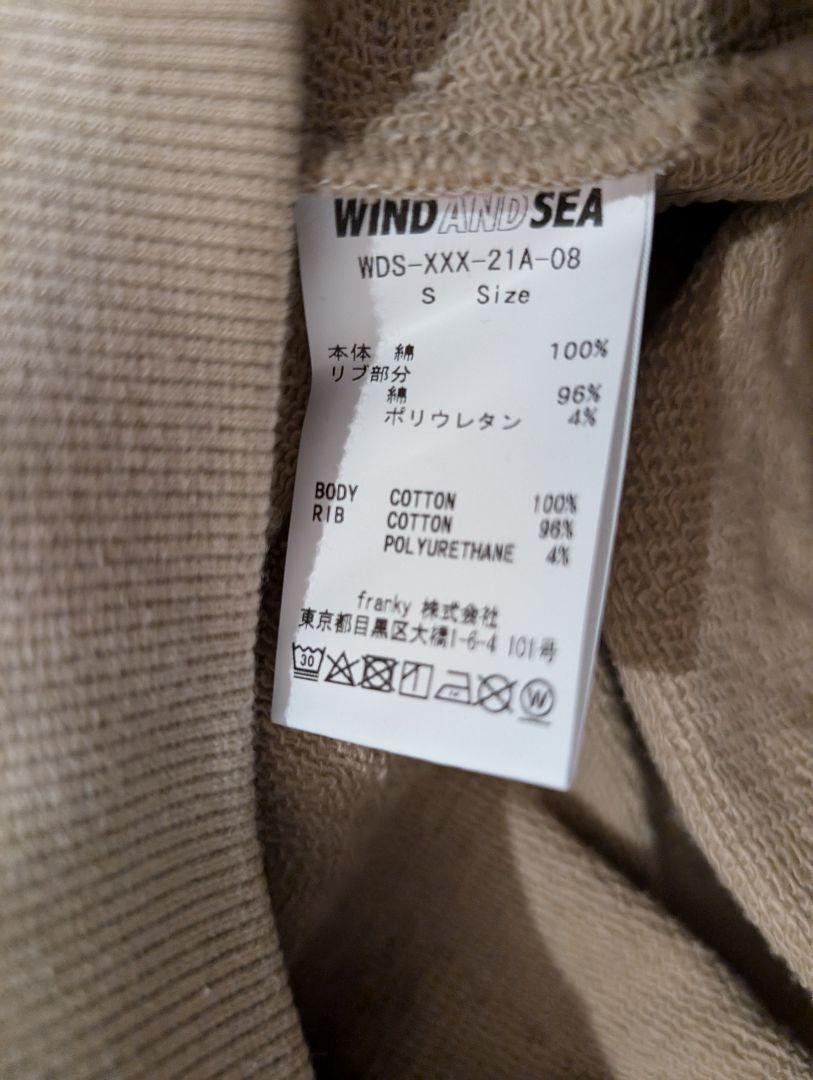 WIND AND SEA
WDS-XXX-21A-08
S Size
本体 綿 100%
リブ部分
綿 96%
ポリウレタン 4%
BODY COTTON 100%
RIB COTTON 96%
POLYURETHANE 4%
franky 株式会社
東京都目黒区大橋1-6-4 101号
30
W